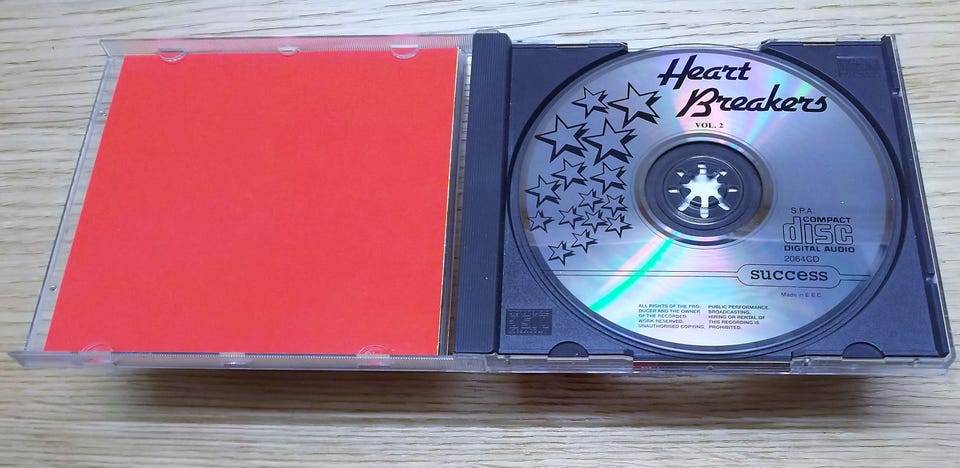 Heart
Breakers
VOL. 2
S.P.A.
COMPACT
disc
DIGITAL AUDIO
2064CD
success
Made in E.E.C.
ALL RIGHTS OF THE PRO-
DUCER AND THE OWNER
OF THE RECORDED
WORK RESERVED.
UNAUTHORISED COPYING,
PUBLIC PERFORMANCE.
BROADCASTING.
HIRING OR RENTAL OF
THIS RECORDING IS
PROHIBITED.